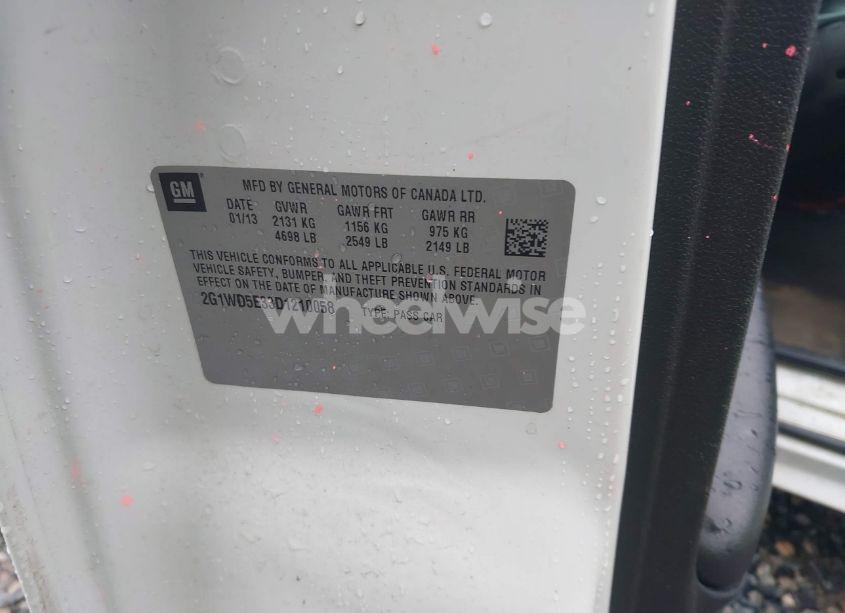 GM
MFD BY GENERAL MOTORS OF CANADA LTD.
DATE GVWR GAWR FRT GAWR RR
01/13 2131 KG 1156 KG 975 KG
4698 LB 2549 LB 2149 LB
THIS VEHICLE CONFORMS TO ALL APPLICABLE U.S. FEDERAL MOTOR
VEHICLE SAFETY, BUMPER, AND THEFT PREVENTION STANDARDS IN
EFFECT ON THE DATE OF MANUFACTURE SHOWN ABOVE.
2G1WD5E33D1210058 TYPE: PASS CAR
wheelwise